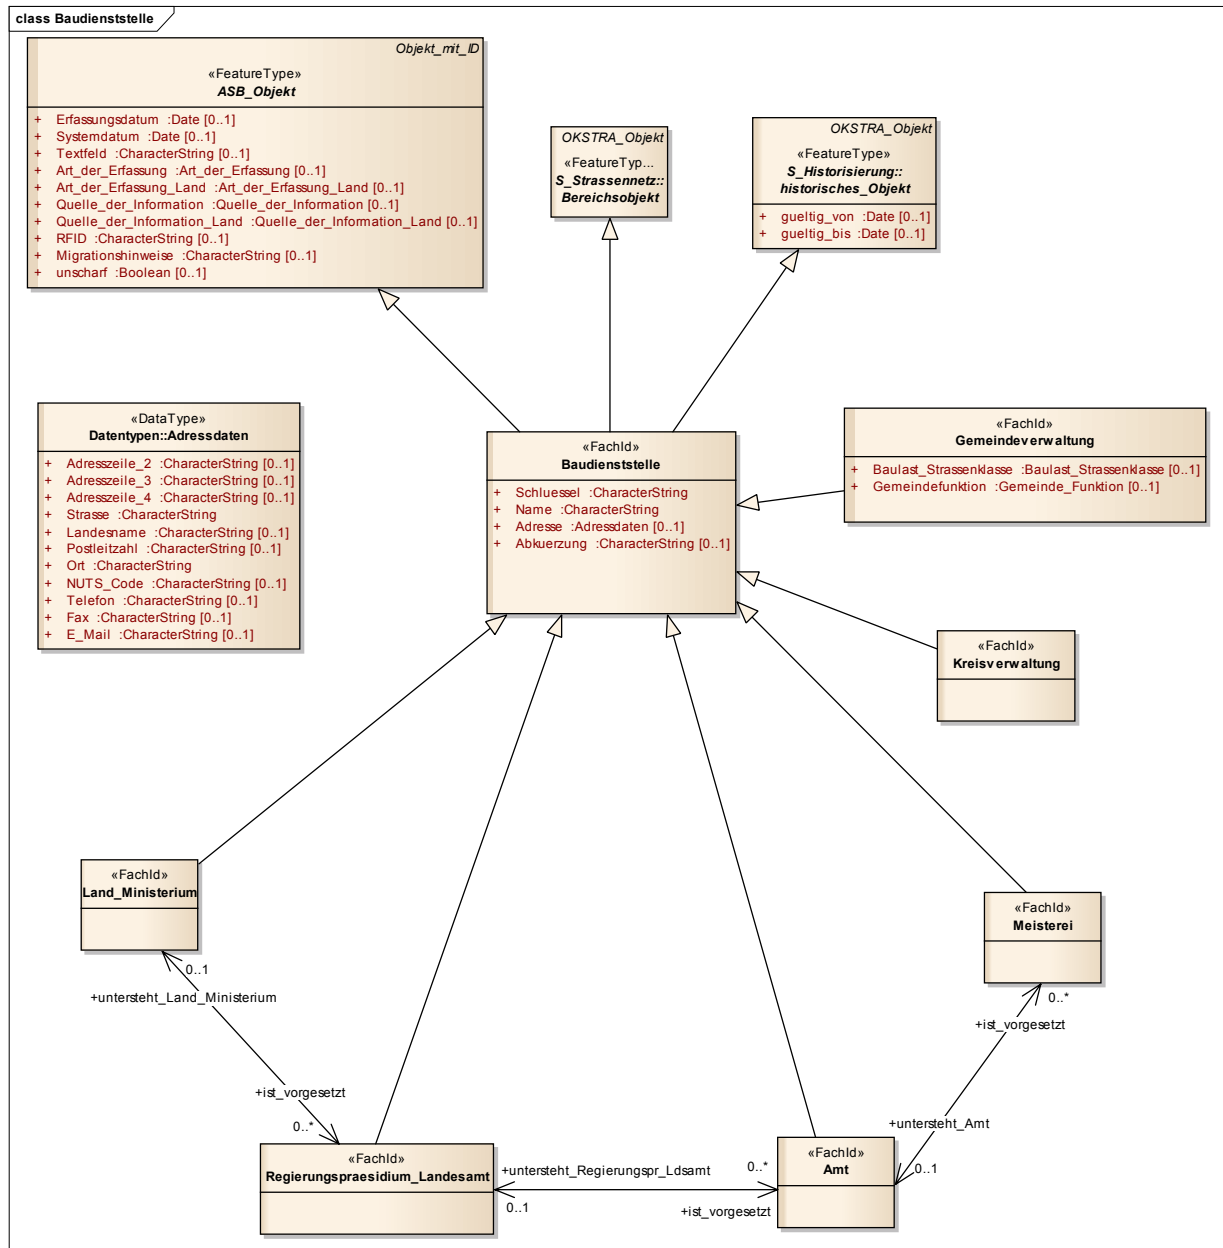 class Baudienststelle
Objekt_mit_ID
«FeatureType»
ASB_Objekt
+ Erfassungsdatum :Date [0..1]
+ Systemdatum :Date [0..1]
+ Textfeld :CharacterString [0..1]
+ Art_der_Erfassung :Art_der_Erfassung [0..1]
+ Art_der_Erfassung_Land :Art_der_Erfassung_Land [0..1]
+ Quelle_der_Information :Quelle_der_Information [0..1]
+ Quelle_der_Information_Land :Quelle_der_Information_Land [0..1]
+ RFID :CharacterString [0..1]
+ Migrationshinweise :CharacterString [0..1]
+ unscharf :Boolean [0..1]
OKSTRA_Objekt
«FeatureTyp...
S_Strassennetz::
Bereichsobjekt
OKSTRA_Objekt
«FeatureType»
S_Historisierung::
historisches_Objekt
+ gueltig_von :Date [0..1]
+ gueltig_bis :Date [0..1]
«DataType»
Datentypen::Adressdaten
+ Adresszeile_2 :CharacterString [0..1]
+ Adresszeile_3 :CharacterString [0..1]
+ Adresszeile_4 :CharacterString [0..1]
+ Strasse :CharacterString
+ Landesname :CharacterString [0..1]
+ Postleitzahl :CharacterString [0..1]
+ Ort :CharacterString
+ NUTS_Code :CharacterString [0..1]
+ Telefon :CharacterString [0..1]
+ Fax :CharacterString [0..1]
+ E_Mail :CharacterString [0..1]
«FachId»
Baudienststelle
+ Schluessel :CharacterString
+ Name :CharacterString
+ Adresse :Adressdaten [0..1]
+ Abkuerzung :CharacterString [0..1]
«FachId»
Gemeindeverwaltung
+ Baulast_Strassenklasse :Baulast_Strassenklasse [0..1]
+ Gemeindefunktion :Gemeinde_Funktion [0..1]
«FachId»
Kreisverwaltung
«FachId»
Land_Ministerium
«FachId»
Meisterei
0..1
+untersteht_Land_Ministerium
+ist_vorgesetzt
0..*
0..*
+ist_vorgesetzt
+untersteht_Amt
0..1
«FachId»
Regierungspraesidium_Landesamt
+untersteht_Regierungspr_Ldsamt
0..1
0..*
+ist_vorgesetzt
«FachId»
Amt